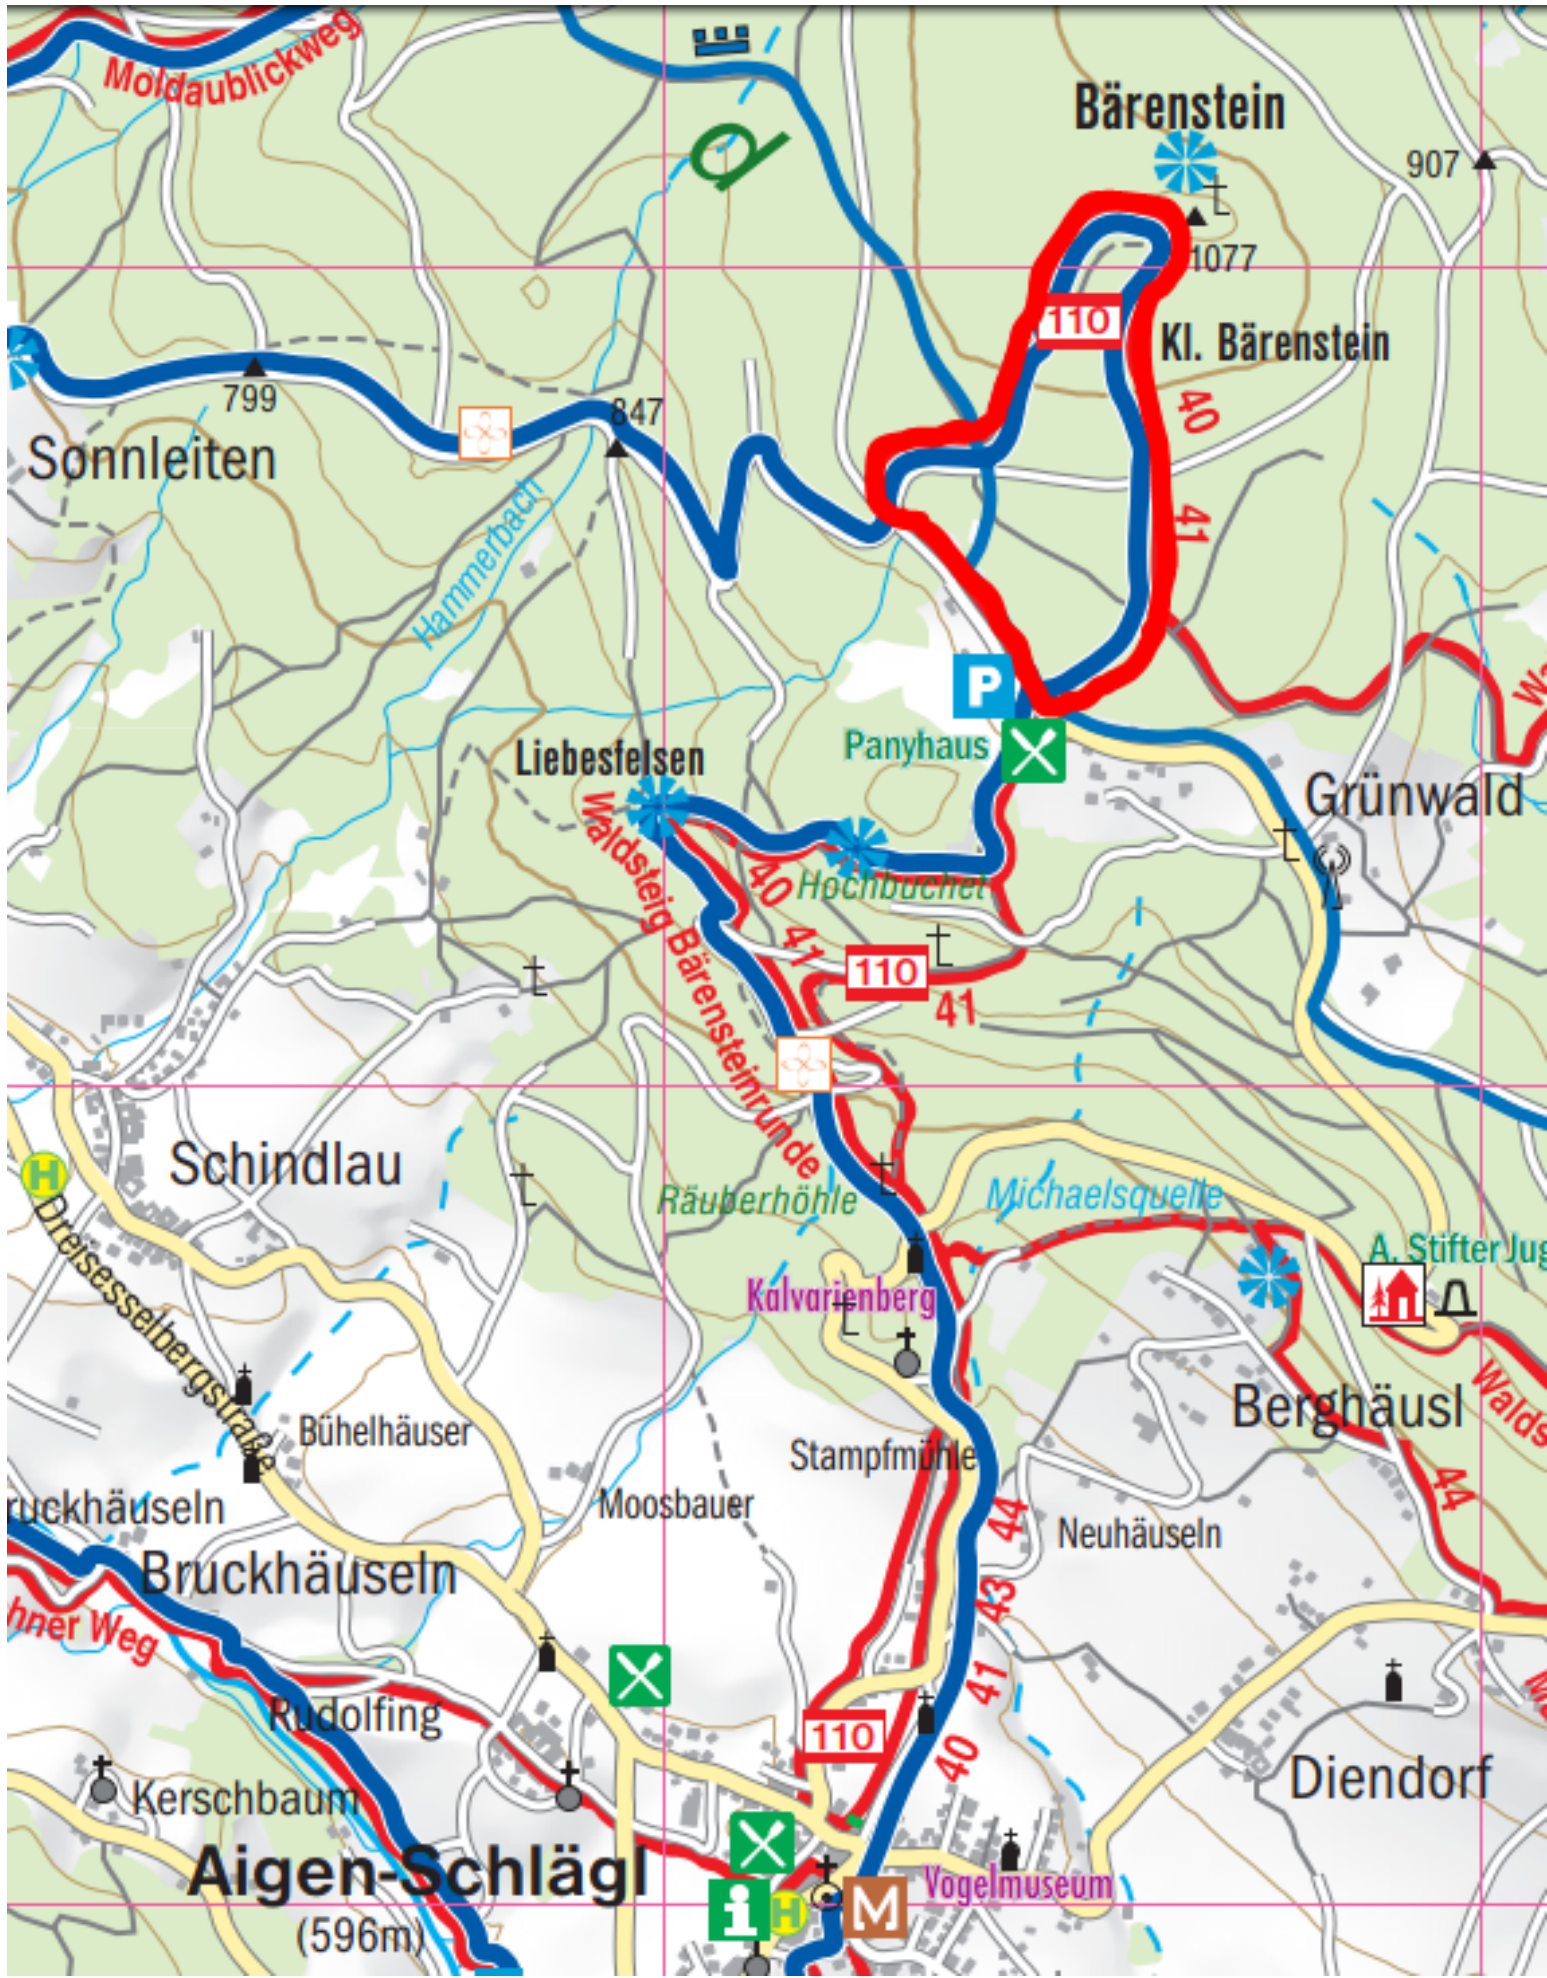 Moldaublickweg
Bärenstein
907
1077
110
Kl. Bärenstein
799
847
40
Sonnleiten
Hammerbach
41
P
Panyhaus
Liebesfelsen
Grünwald
Waldsteig Bärensteinrunde
40
Hochbuchet
41
110
41
Schindlau
H
Räuberhöhle
Michaelsquelle
Dreisesselbergstraße
A. Stifter Jug
Kalvarienberg
Walds
Berghäusl
Bühelhäuser
Stampfmühle
44
Moosbauer
44
Neuhäuseln
ruckhäuseln
Bruckhäuseln
43
hner Weg
41
Rudolfing
110
40
Diendorf
Kerschbaum
Aigen-Schlägl
Vogelmuseum
(596m)
i
H
M